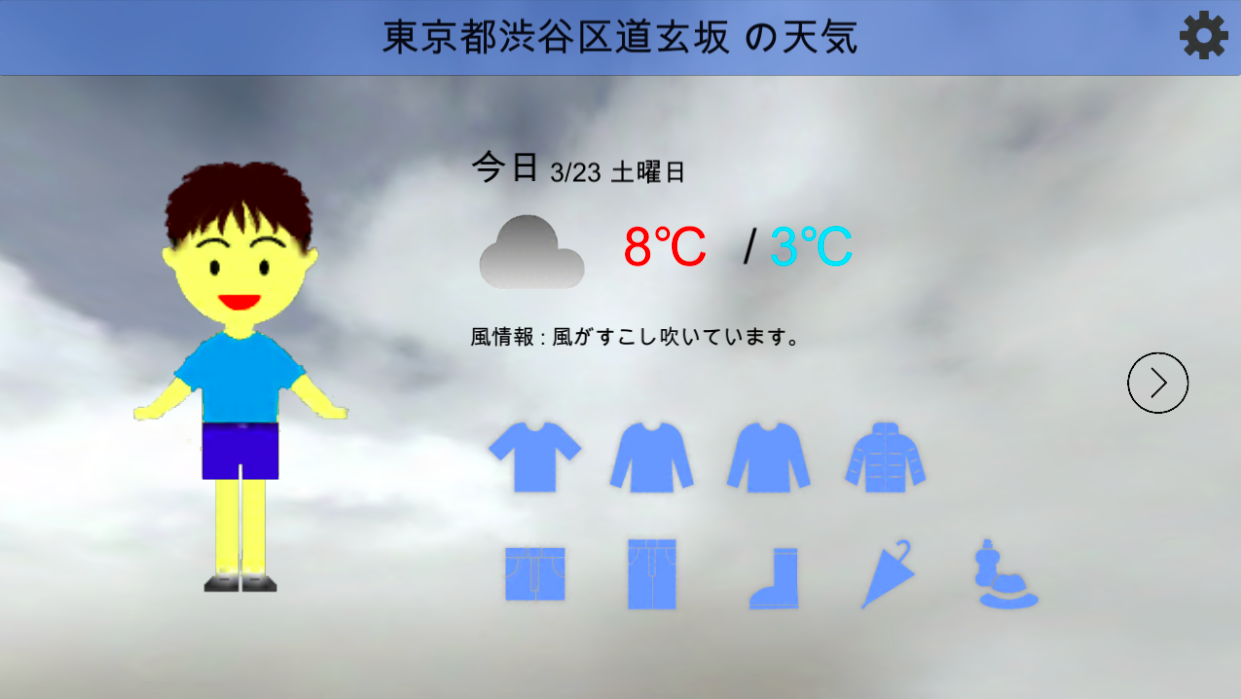 東京都渋谷区道玄坂 の天気
今日 3/23 土曜日
8℃ / 3℃
風情報 : 風がすこし吹いています。